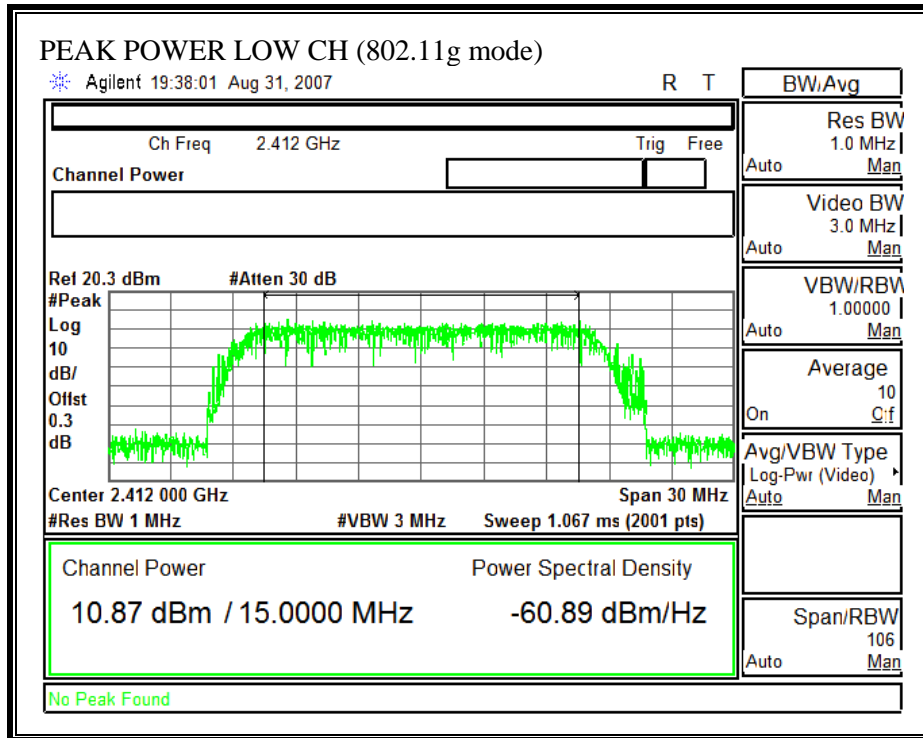 PEAK POWER LOW CH (802.11g mode)
Agilent 19:38:01 Aug 31, 2007 R T
Ch Freq 2.412 GHz Trig Free
Channel Power
Ref 20.3 dBm #Atten 30 dB
#Peak
Log
10
dB/
Offst
0.3
dB
Center 2.412 000 GHz Span 30 MHz
#Res BW 1 MHz #VBW 3 MHz Sweep 1.067 ms (2001 pts)
Channel Power Power Spectral Density
10.87 dBm / 15.0000 MHz -60.89 dBm/Hz
No Peak Found
BW/Avg
Res BW
1.0 MHz
Auto Man
Video BW
3.0 MHz
Auto Man
VBW/RBW
1.00000
Auto Man
Average
10
On Off
Avg/VBW Type
Log-Pwr (Video)
Auto Man
Span/RBW
106
Auto Man